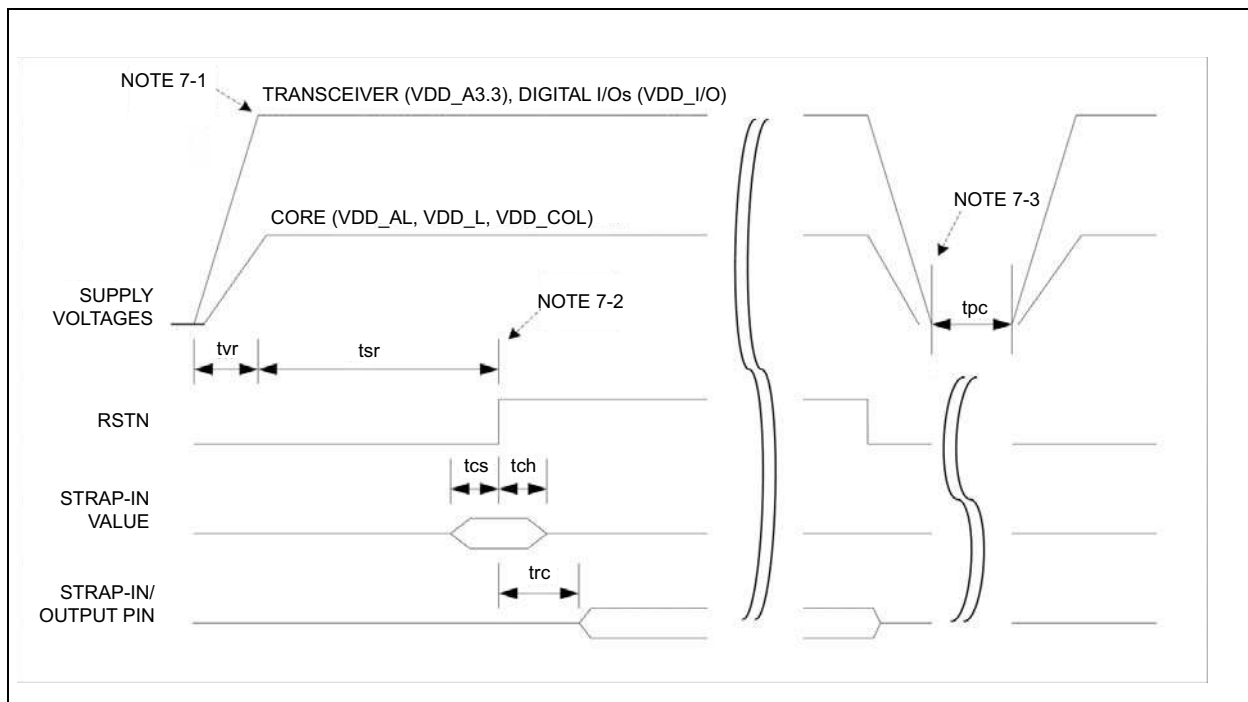 NOTE 7-1
TRANSCEIVER (VDD_A3.3), DIGITAL I/Os (VDD_I/O)
NOTE 7-3
CORE (VDD_AL, VDD_L, VDD_COL)
SUPPLY
VOLTAGES
NOTE 7-2
tpc
tvr
tsr
RSTN
tcs
tch
STRAP-IN
VALUE
trc
STRAP-IN/
OUTPUT PIN